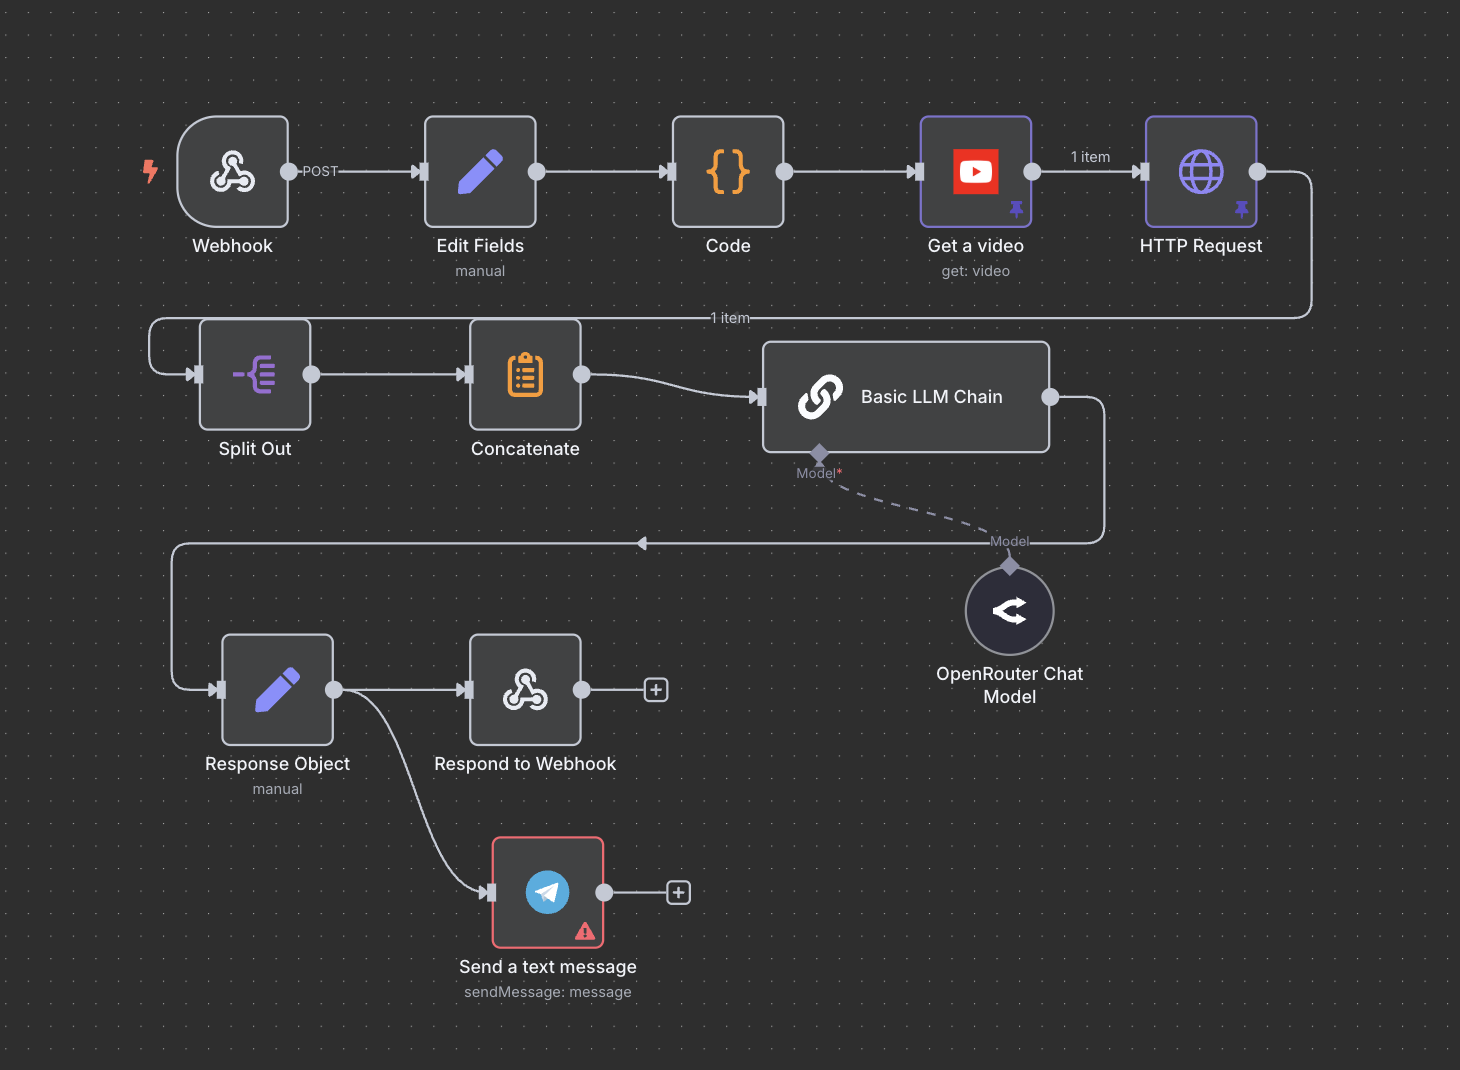 POST
1 item
Webhook
Edit Fields
manual
Code
Get a video
get: video
HTTP Request
1 item
Split Out
Concatenate
Basic LLM Chain
Model*
Model
OpenRouter Chat
Model
Response Object
manual
Respond to Webhook
Send a text message
sendMessage: message